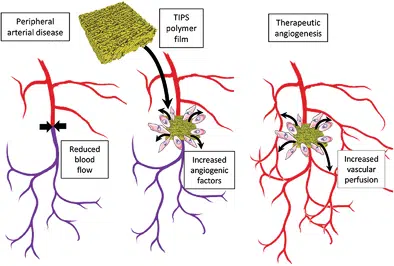 Peripheral
arterial disease
TIPS
polymer
film
Therapeutic
angiogenesis
Reduced
blood
flow
Increased
angiogenic
factors
Increased
vascular
perfusion